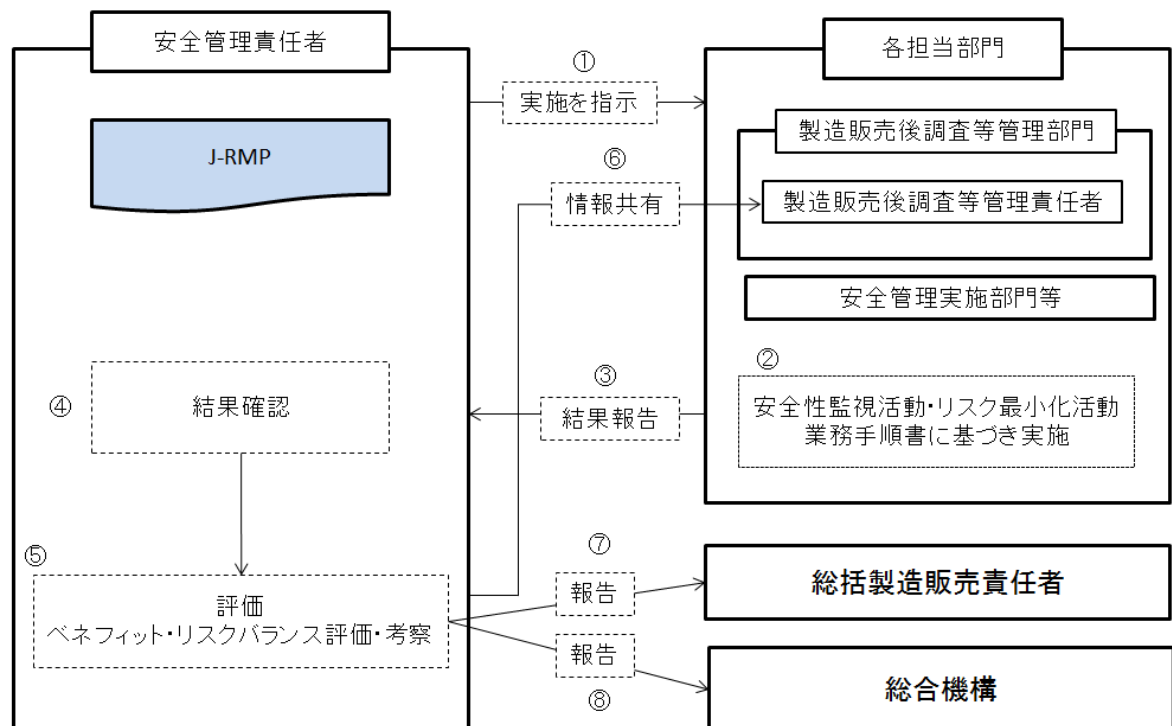 安全管理責任者
J-RMP
①
実施を指示
各担当部門
製造販売後調査等管理部門
製造販売後調査等管理責任者
⑥
情報共有
安全管理実施部門等
②
安全性監視活動・リスク最小化活動
業務手順書に基づき実施
③
結果報告
④
結果確認
⑤
評価
ベネフィット・リスクバランス評価・考察
⑦
報告
総括製造販売責任者
報告
⑧
総合機構